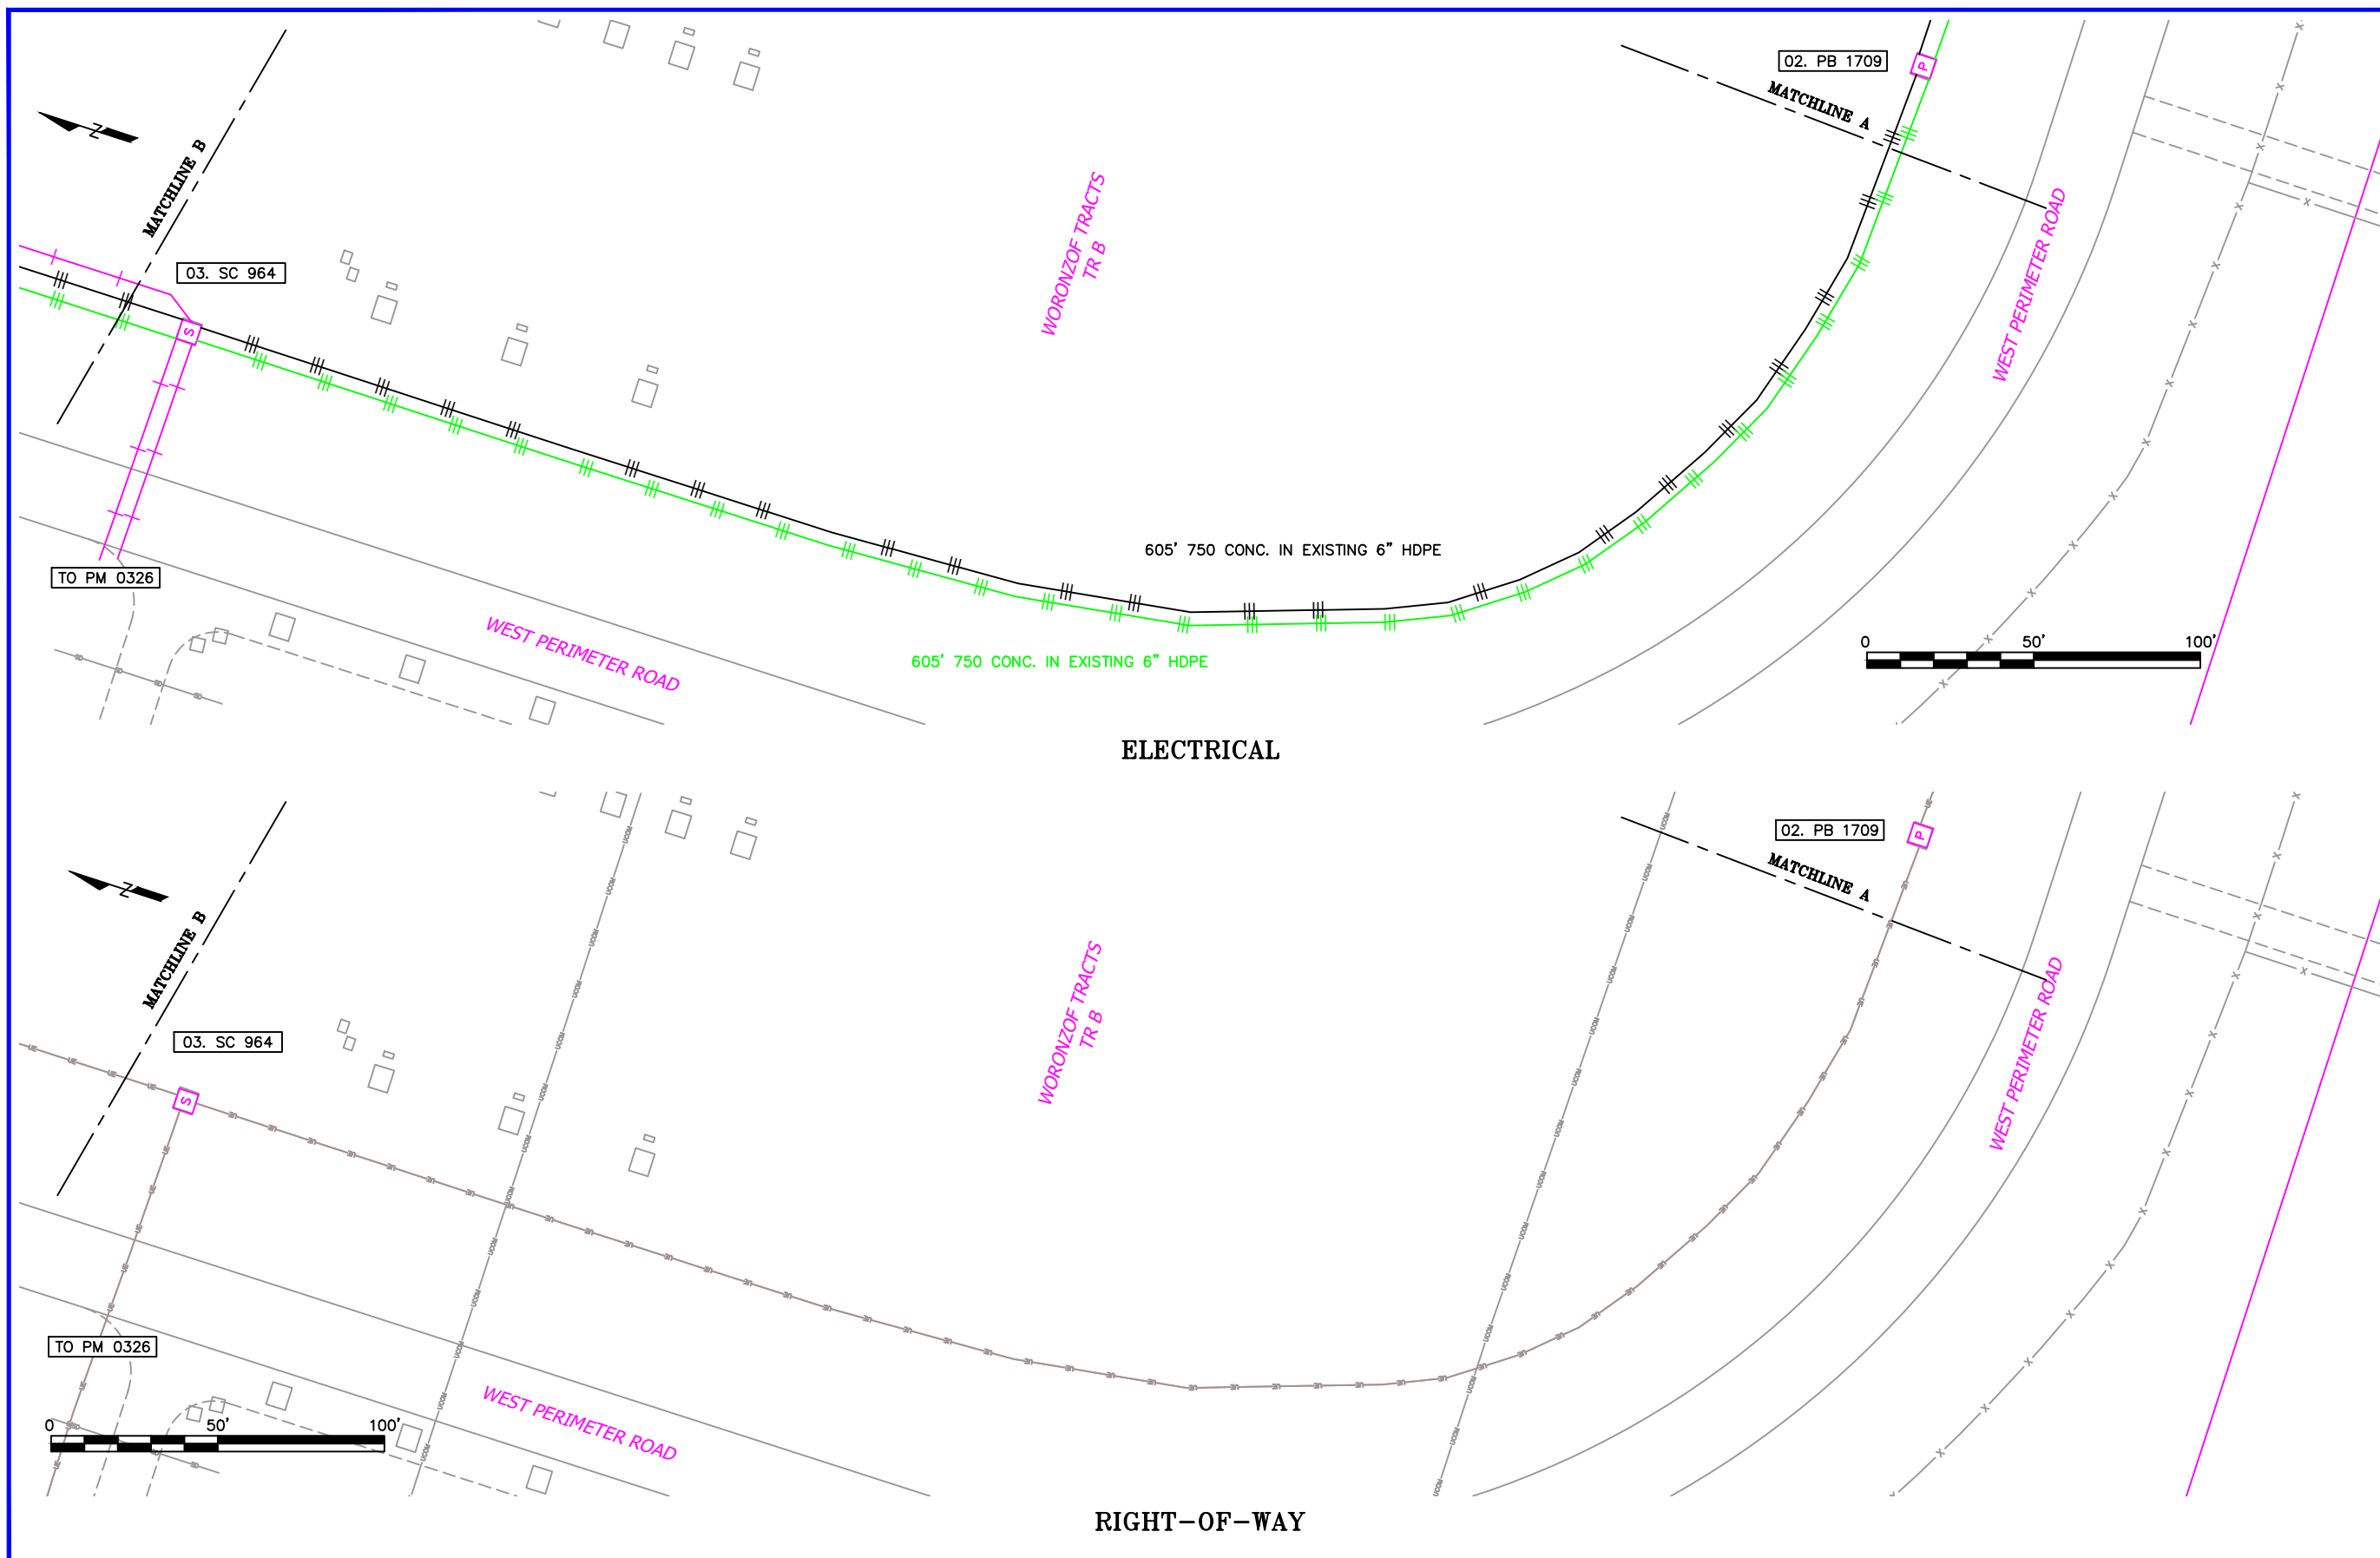 02. PB 1709
P
MATCHLINE A
Z
MATCHLINE B
WORONZOF TRACTS
TR B
WEST PERIMETER ROAD
03. SC 964
S
605' 750 CONC. IN EXISTING 6" HDPE
TO PM 0326
WEST PERIMETER ROAD
605' 750 CONC. IN EXISTING 6" HDPE
0 50' 100'
ELECTRICAL
02. PB 1709
P
MATCHLINE A
Z
MATCHLINE B
WORONZOF TRACTS
TR B
WEST PERIMETER ROAD
03. SC 964
S
TO PM 0326
WEST PERIMETER ROAD
0 50' 100'
RIGHT-OF-WAY